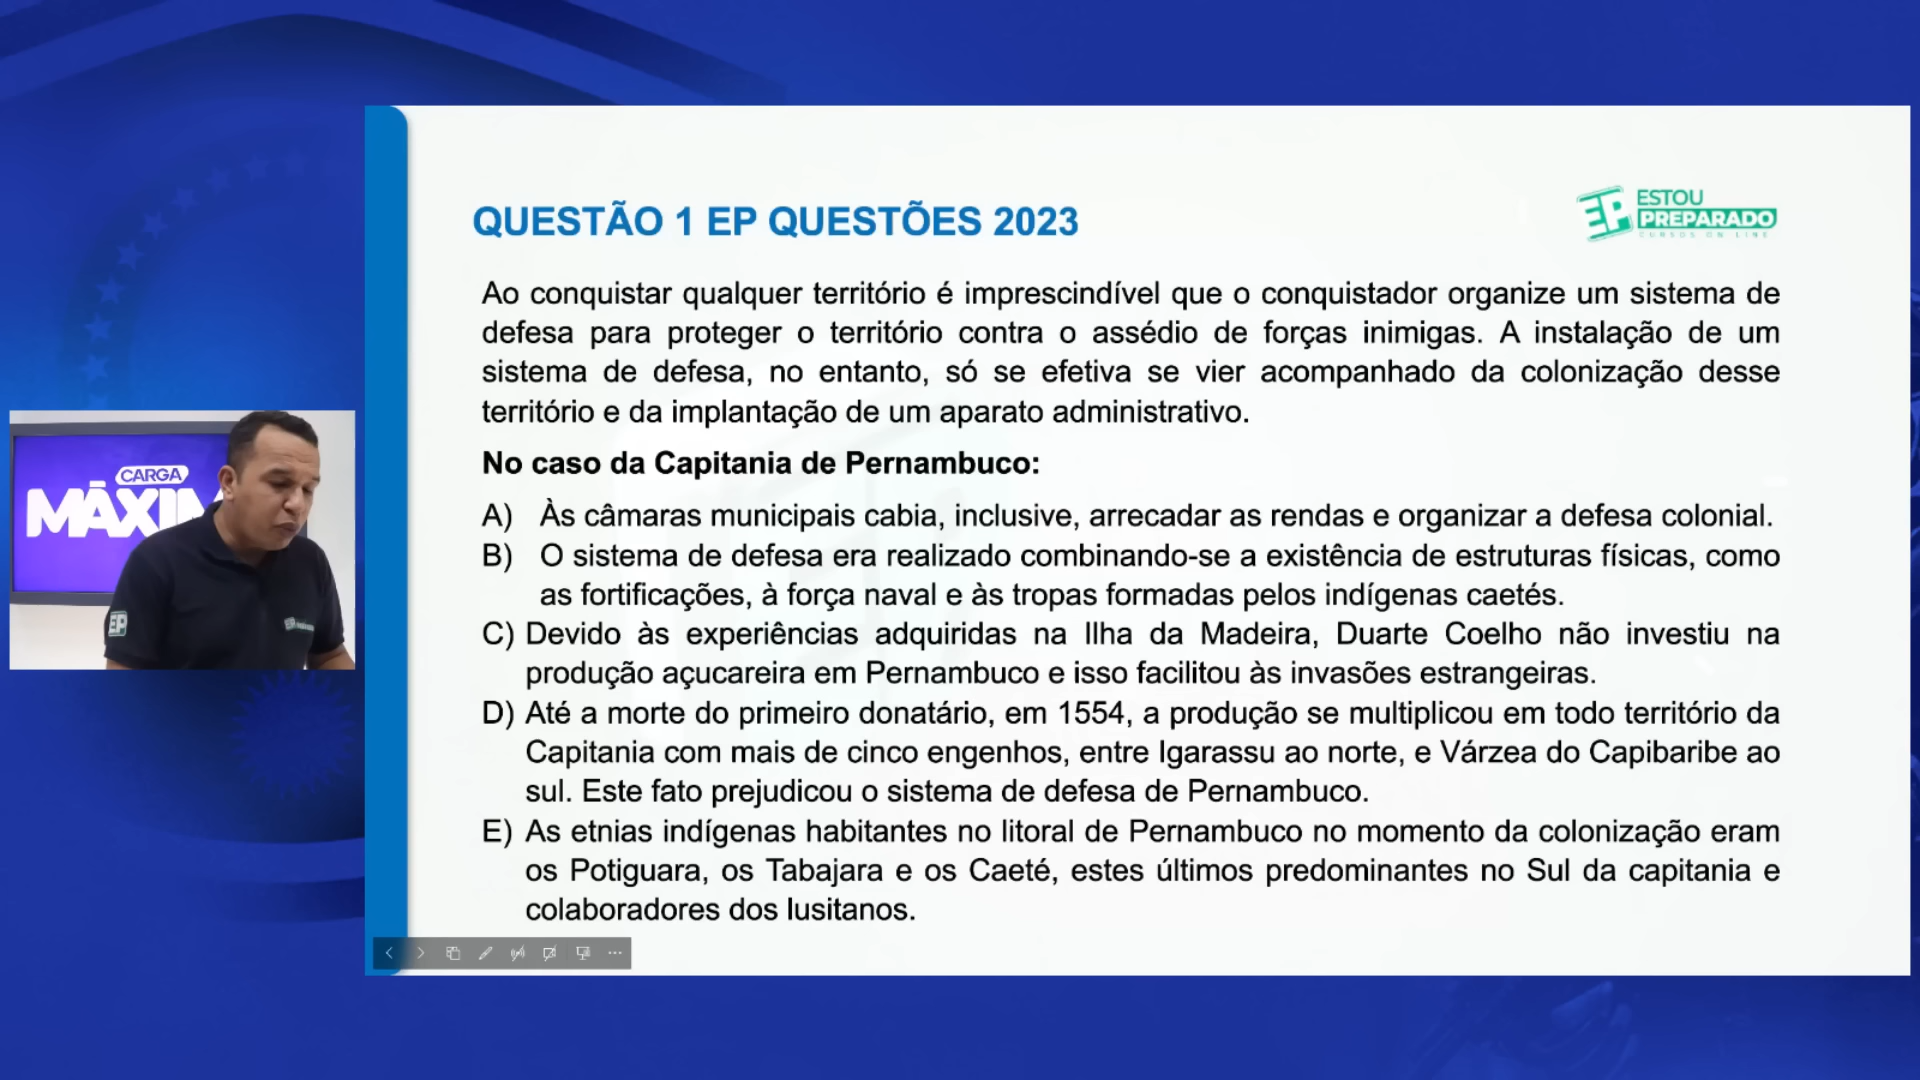 QUESTÃO 1 EP QUESTÕES 2023
EP ESTOU
PREPARADO
CURSOS ON LINE
Ao conquistar qualquer território é imprescindível que o conquistador organize um sistema de
defesa para proteger o território contra o assédio de forças inimigas. A instalação de um
sistema de defesa, no entanto, só se efetiva se vier acompanhado da colonização desse
território e da implantação de um aparato administrativo.
No caso da Capitania de Pernambuco:
A) Às câmaras municipais cabia, inclusive, arrecadar as rendas e organizar a defesa colonial.
B) O sistema de defesa era realizado combinando-se a existência de estruturas físicas, como
as fortificações, à força naval e às tropas formadas pelos indígenas caetés.
C) Devido às experiências adquiridas na Ilha da Madeira, Duarte Coelho não investiu na
produção açucareira em Pernambuco e isso facilitou às invasões estrangeiras.
D) Até a morte do primeiro donatário, em 1554, a produção se multiplicou em todo território da
Capitania com mais de cinco engenhos, entre Igarassu ao norte, e Várzea do Capibaribe ao
sul. Este fato prejudicou o sistema de defesa de Pernambuco.
E) As etnias indígenas habitantes no litoral de Pernambuco no momento da colonização eram
os Potiguara, os Tabajara e os Caeté, estes últimos predominantes no Sul da capitania e
colaboradores dos lusitanos.
CARGA
MÁXIM
EP